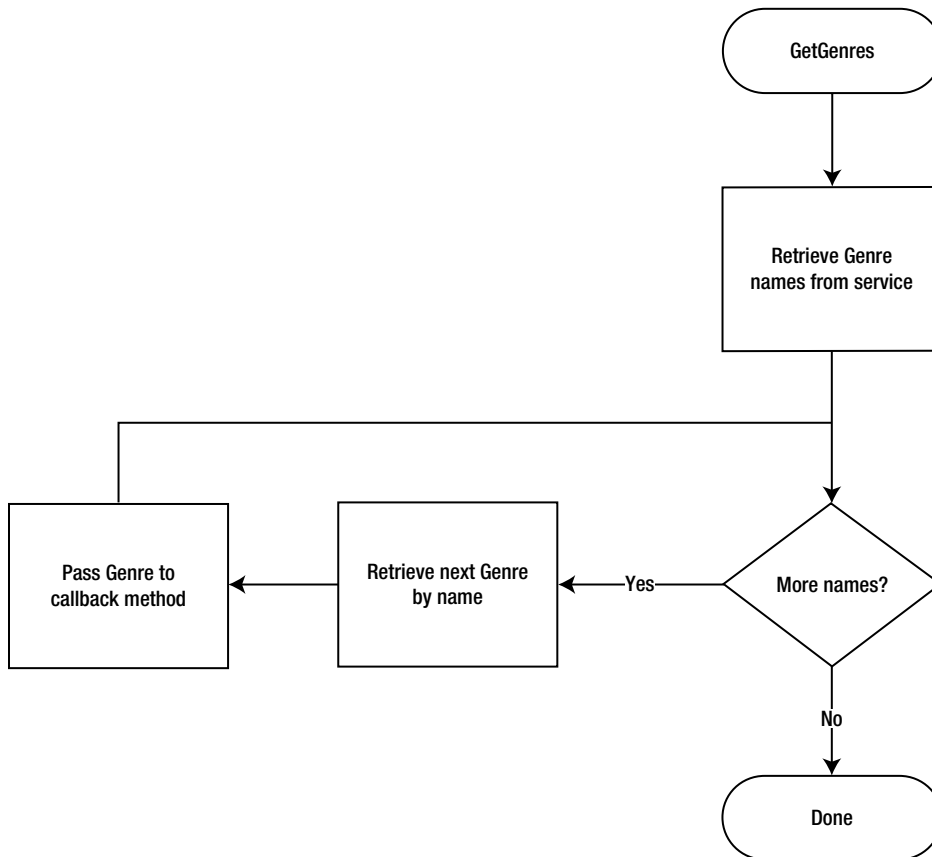 GetGenres
Retrieve Genre
names from service
Pass Genre to
callback method
Retrieve next Genre
by name
Yes
More names?
No
Done